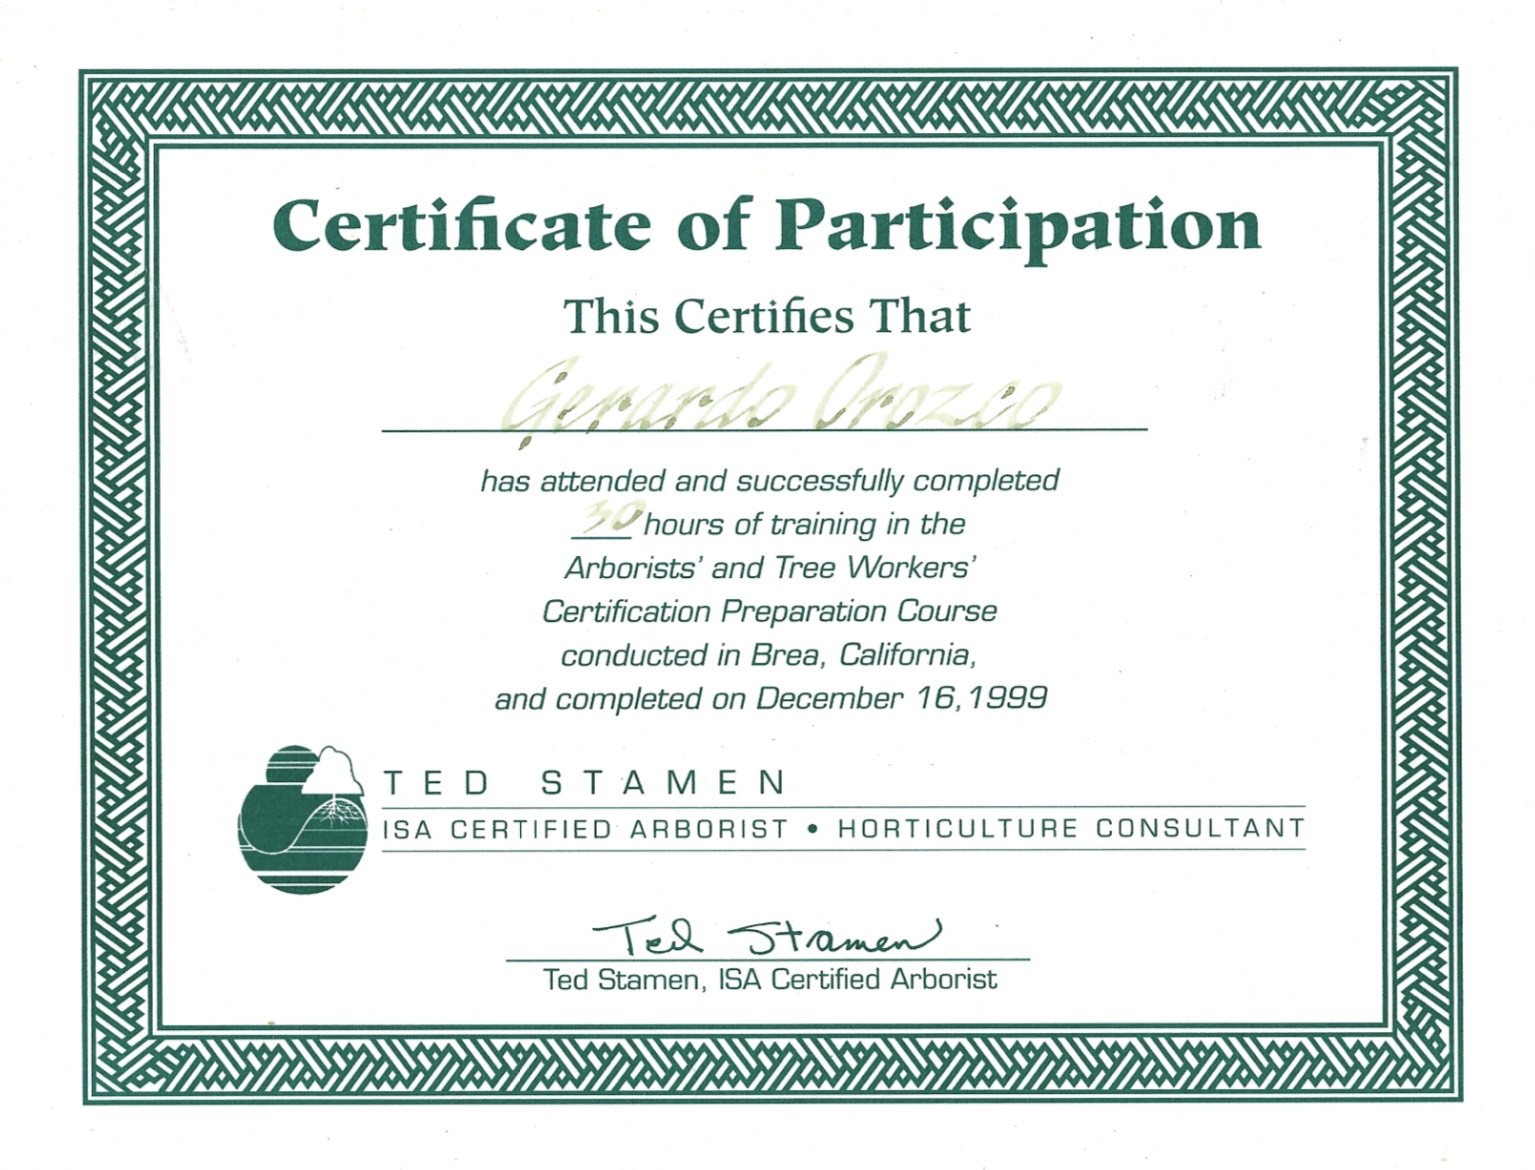 Certificate of Participation
This Certifies That
Gerardo Orozco
has attended and successfully completed
30 hours of training in the
Arborists' and Tree Workers'
Certification Preparation Course
conducted in Brea, California,
and completed on December 16,1999
TED STAMEN
ISA CERTIFIED ARBORIST • HORTICULTURE CONSULTANT
Ted Stamen
Ted Stamen, ISA Certified Arborist